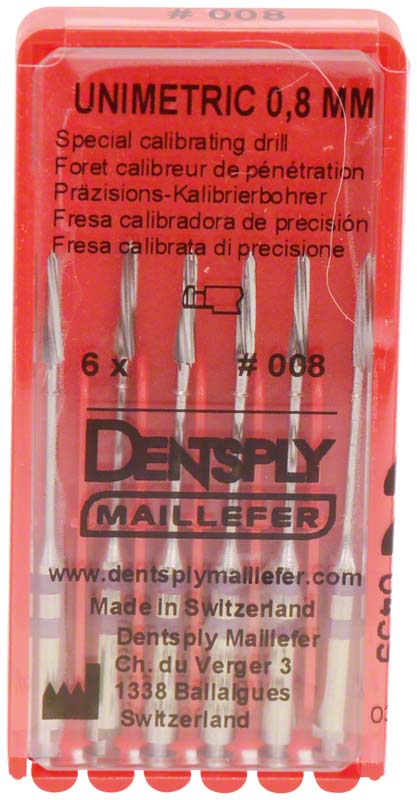 # 008
UNIMETRIC 0,8 MM
Special calibrating drill
Foret calibreur de pénétration
Präzisions-Kalibrierbohrer
Fresa calibradora de precisión
Fresa calibrata di precisione
6 x # 008
DENTSPLY
MAILLEFER
www.dentsplymaillefer.com
Made in Switzerland
Dentsply Maillefer
Ch. du Verger 3
1338 Ballaigues
Switzerland